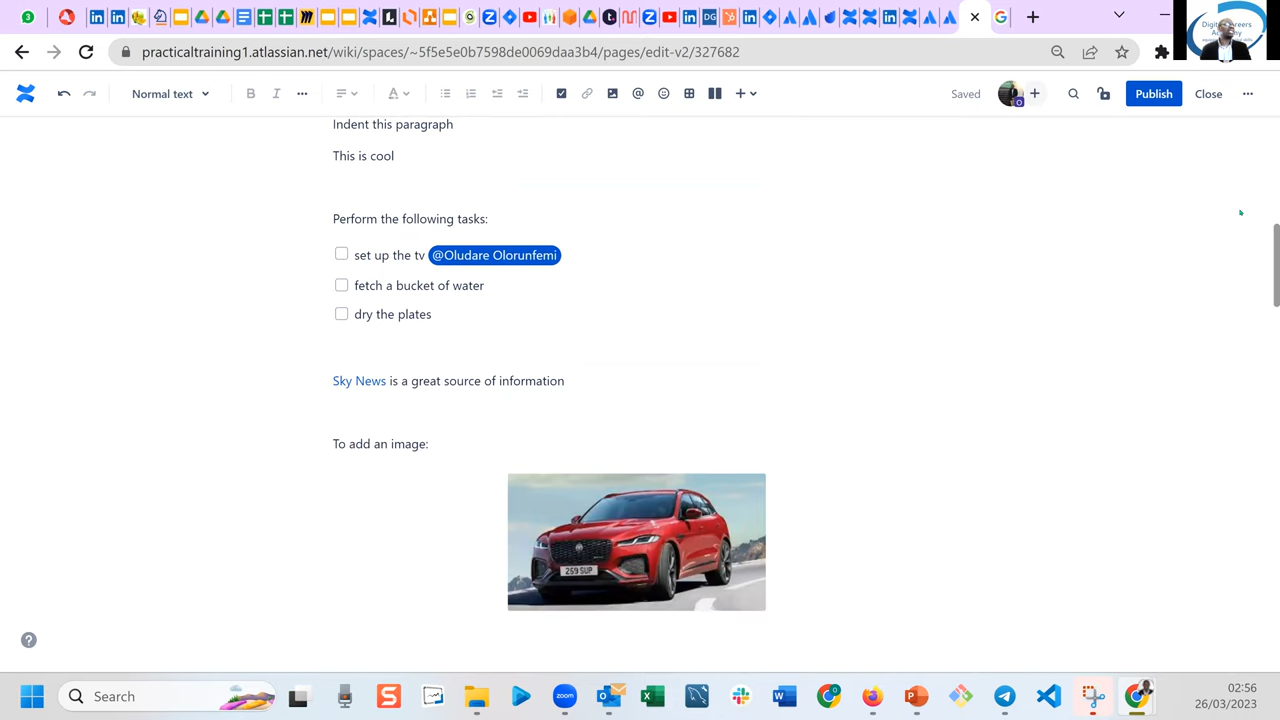 practicaltraining1.atlassian.net/wiki/spaces/~5f5e5e0b7598de0069daa3b4/pages/edit-v2/327682
Normal text
Saved
Publish
Close
Indent this paragraph
This is cool
Perform the following tasks:
set up the tv @Oludare Olorunfemi
fetch a bucket of water
dry the plates
Sky News is a great source of information
To add an image:
259 SUP
Search
zoom
02:56
26/03/2023